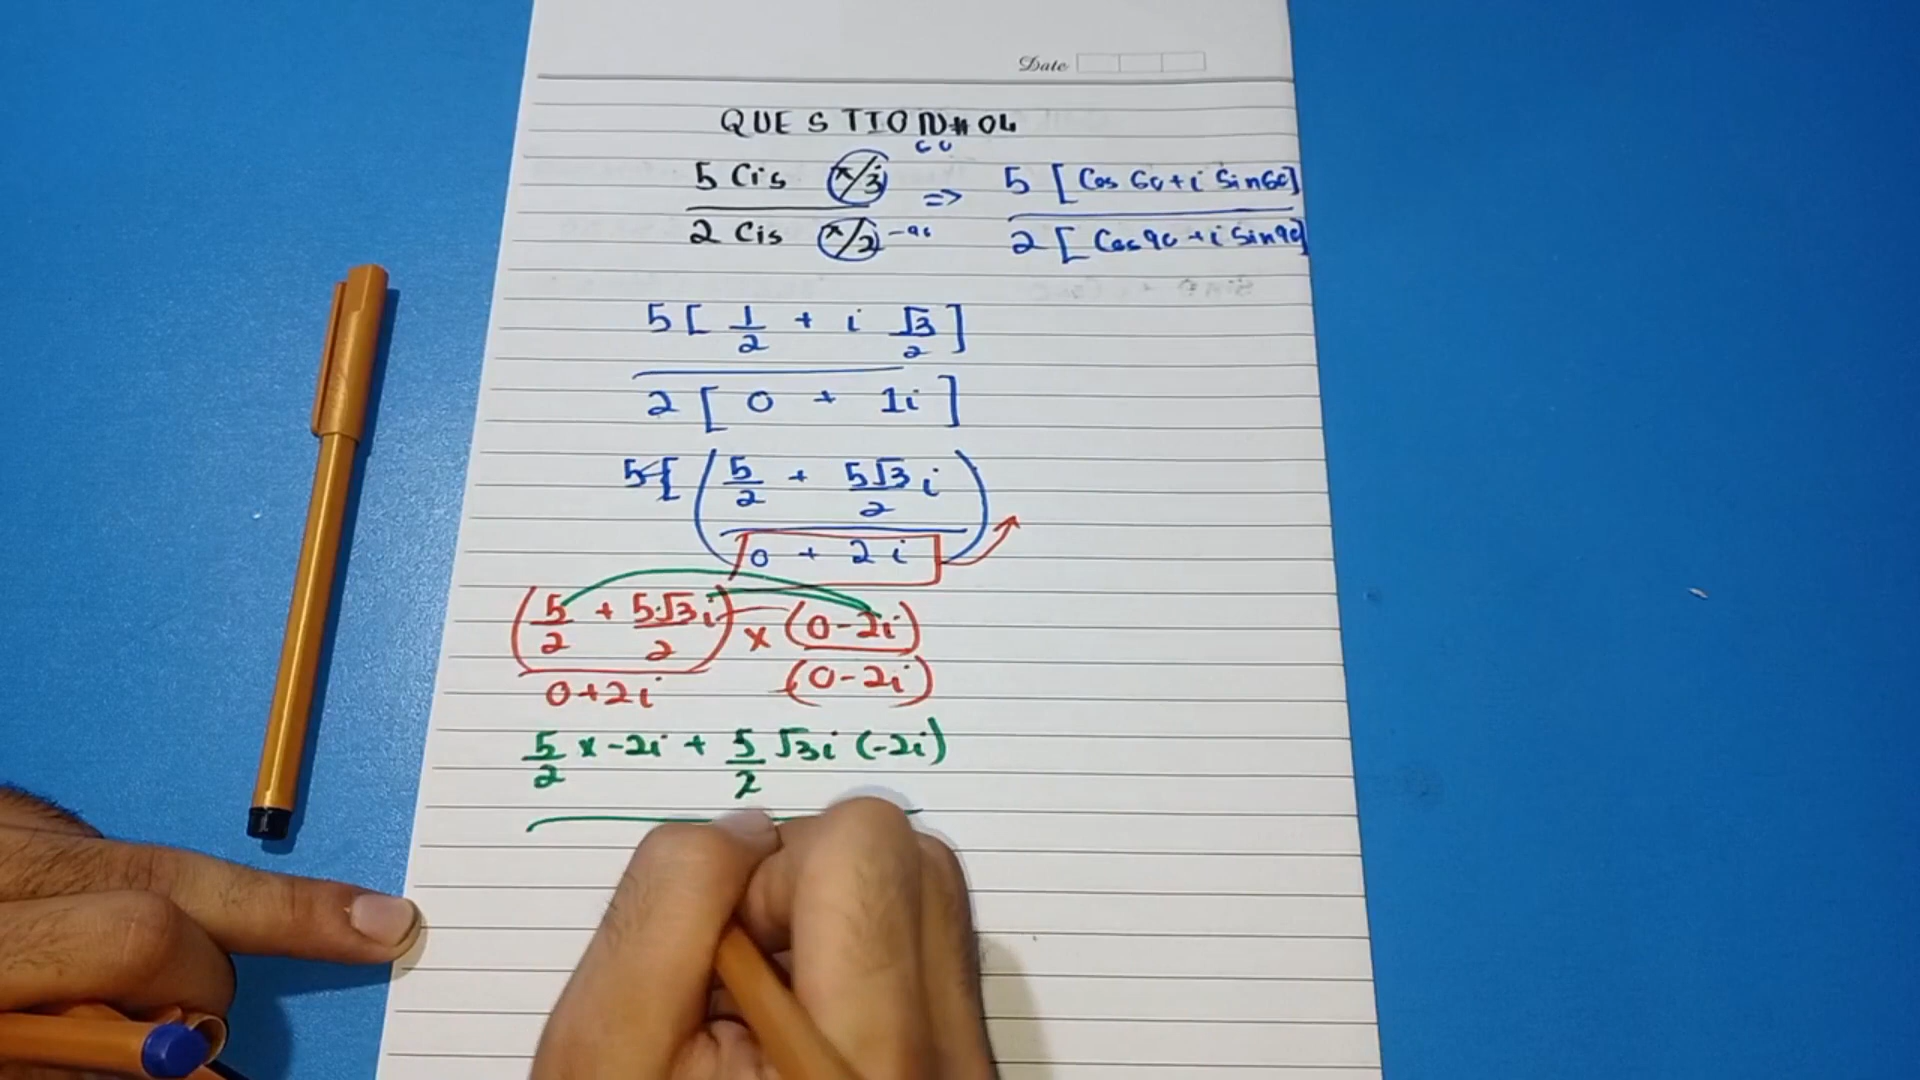 Date
QUESTION# 04
60
5 Cis π/3 => 5 [Cos 60+i Sin60]
2 Cis π/2 -90 2 [Cos90+i Sin90]
5[ 1/2 + i √3/2 ]
2 [ 0 + 1i ]
5[ ( 5/2 + 5√3/2 i )
0 + 2i
( 5/2 + 5√3i/2 ) x (0-2i)
0+2i (0-2i)
5/2 x -2i + 5/2 √3i (-2i)